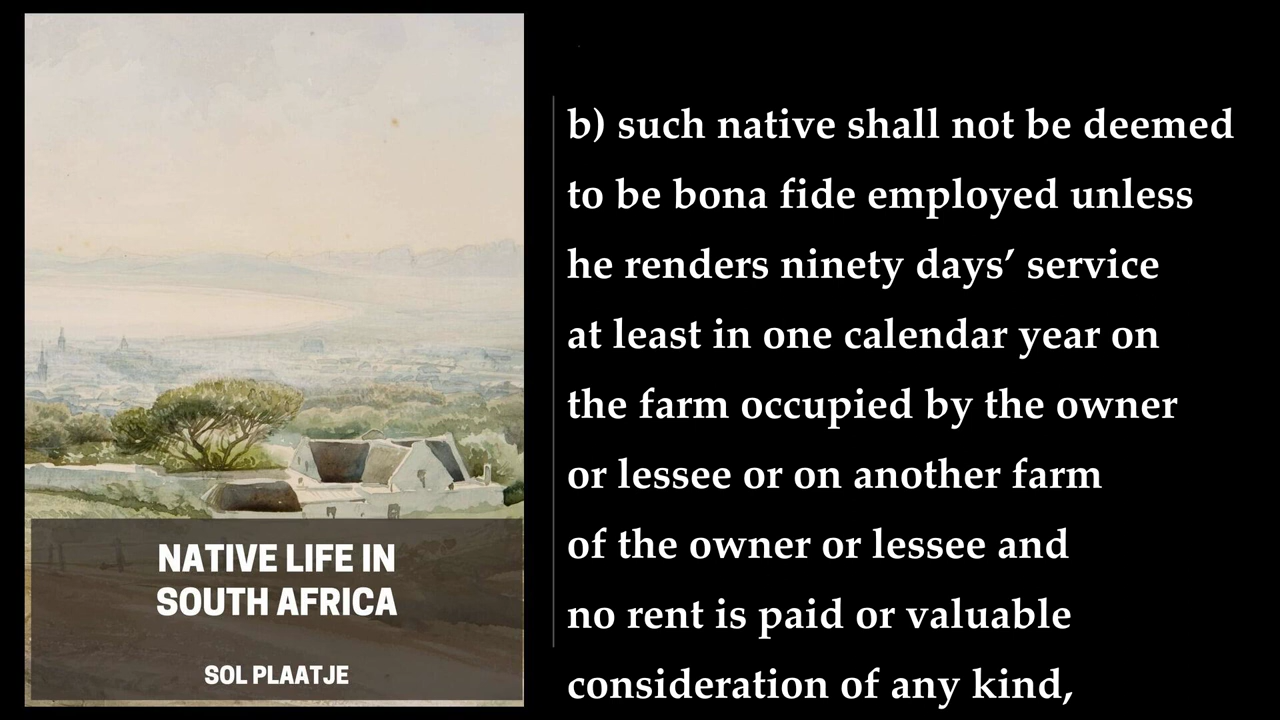 NATIVE LIFE IN
SOUTH AFRICA
SOL PLAATJE
b) such native shall not be deemed
to be bona fide employed unless
he renders ninety days’ service
at least in one calendar year on
the farm occupied by the owner
or lessee or on another farm
of the owner or lessee and
no rent is paid or valuable
consideration of any kind,